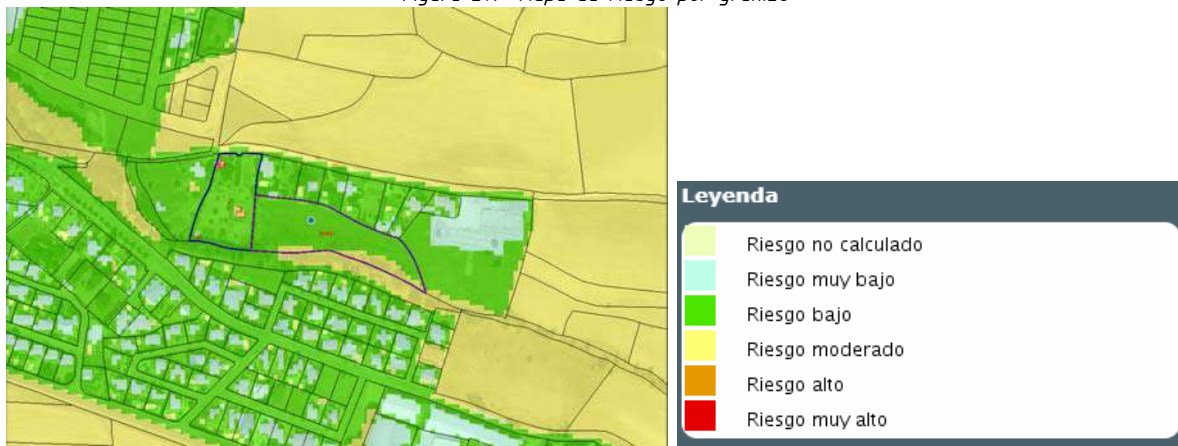 Leyenda
Riesgo no calculado
Riesgo muy bajo
Riesgo bajo
Riesgo moderado
Riesgo alto
Riesgo muy alto